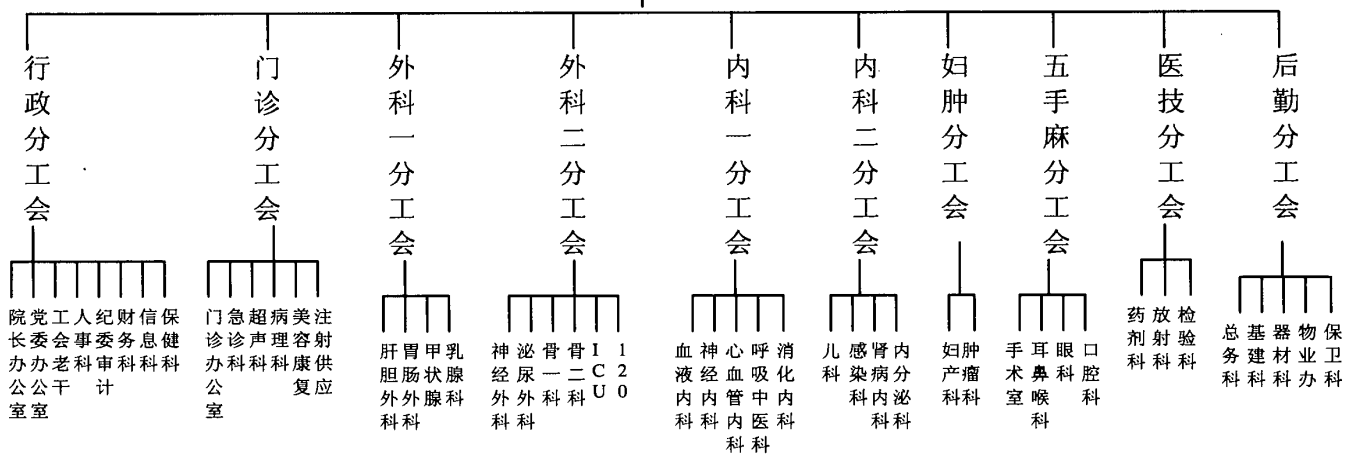 行政分工会
门诊分工会
外科一分工会
外科二分工会
内科一分工会
内科二分工会
妇肿分工会
五手麻分工会
医技分工会
后勤分工会
院长办公室
党委办公室
工会老干
人事科
纪委审计
财务科
信息科
保健科
门诊办公室
急诊科
超声科
病理科
美容康复
注射供应
肝胆外科
胃肠外科
甲状腺
乳腺科
神经外科
泌尿外科
骨一科
骨二科
ICU
120
血液内科
神经内科
心血管内科
呼吸中医科
消化内科
儿科
感染科
肾病内科
内分泌科
妇产科
肿瘤科
手术室
耳鼻喉科
眼科
口腔科
药剂科
放射科
检验科
总务科
基建科
器材科
物业办
保卫科